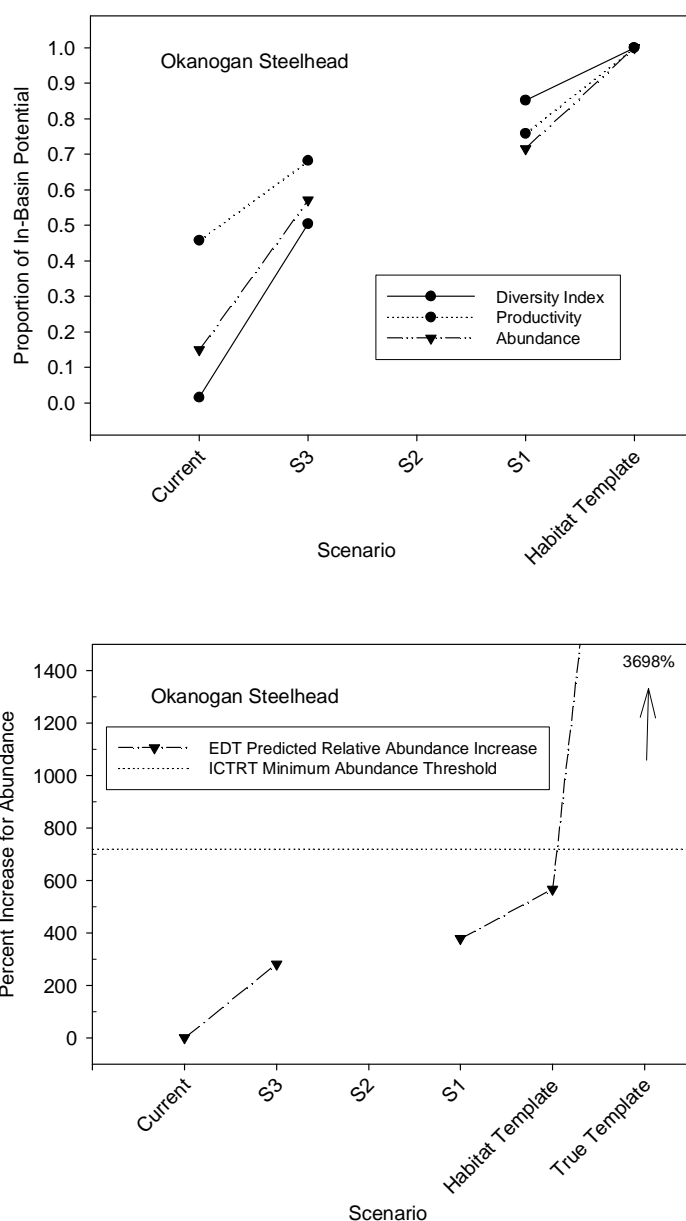 Okanogan Steelhead
Proportion of In-Basin Potential
1.0
0.9
0.8
0.7
0.6
0.5
0.4
0.3
0.2
0.1
0.0
Diversity Index
Productivity
Abundance
Current
S3
S2
S1
Habitat Template
Scenario
Okanogan Steelhead
3698%
EDT Predicted Relative Abundance Increase
ICTRT Minimum Abundance Threshold
Percent Increase for Abundance
1400
1200
1000
800
600
400
200
0
Current
S3
S2
S1
Habitat Template
True Template
Scenario